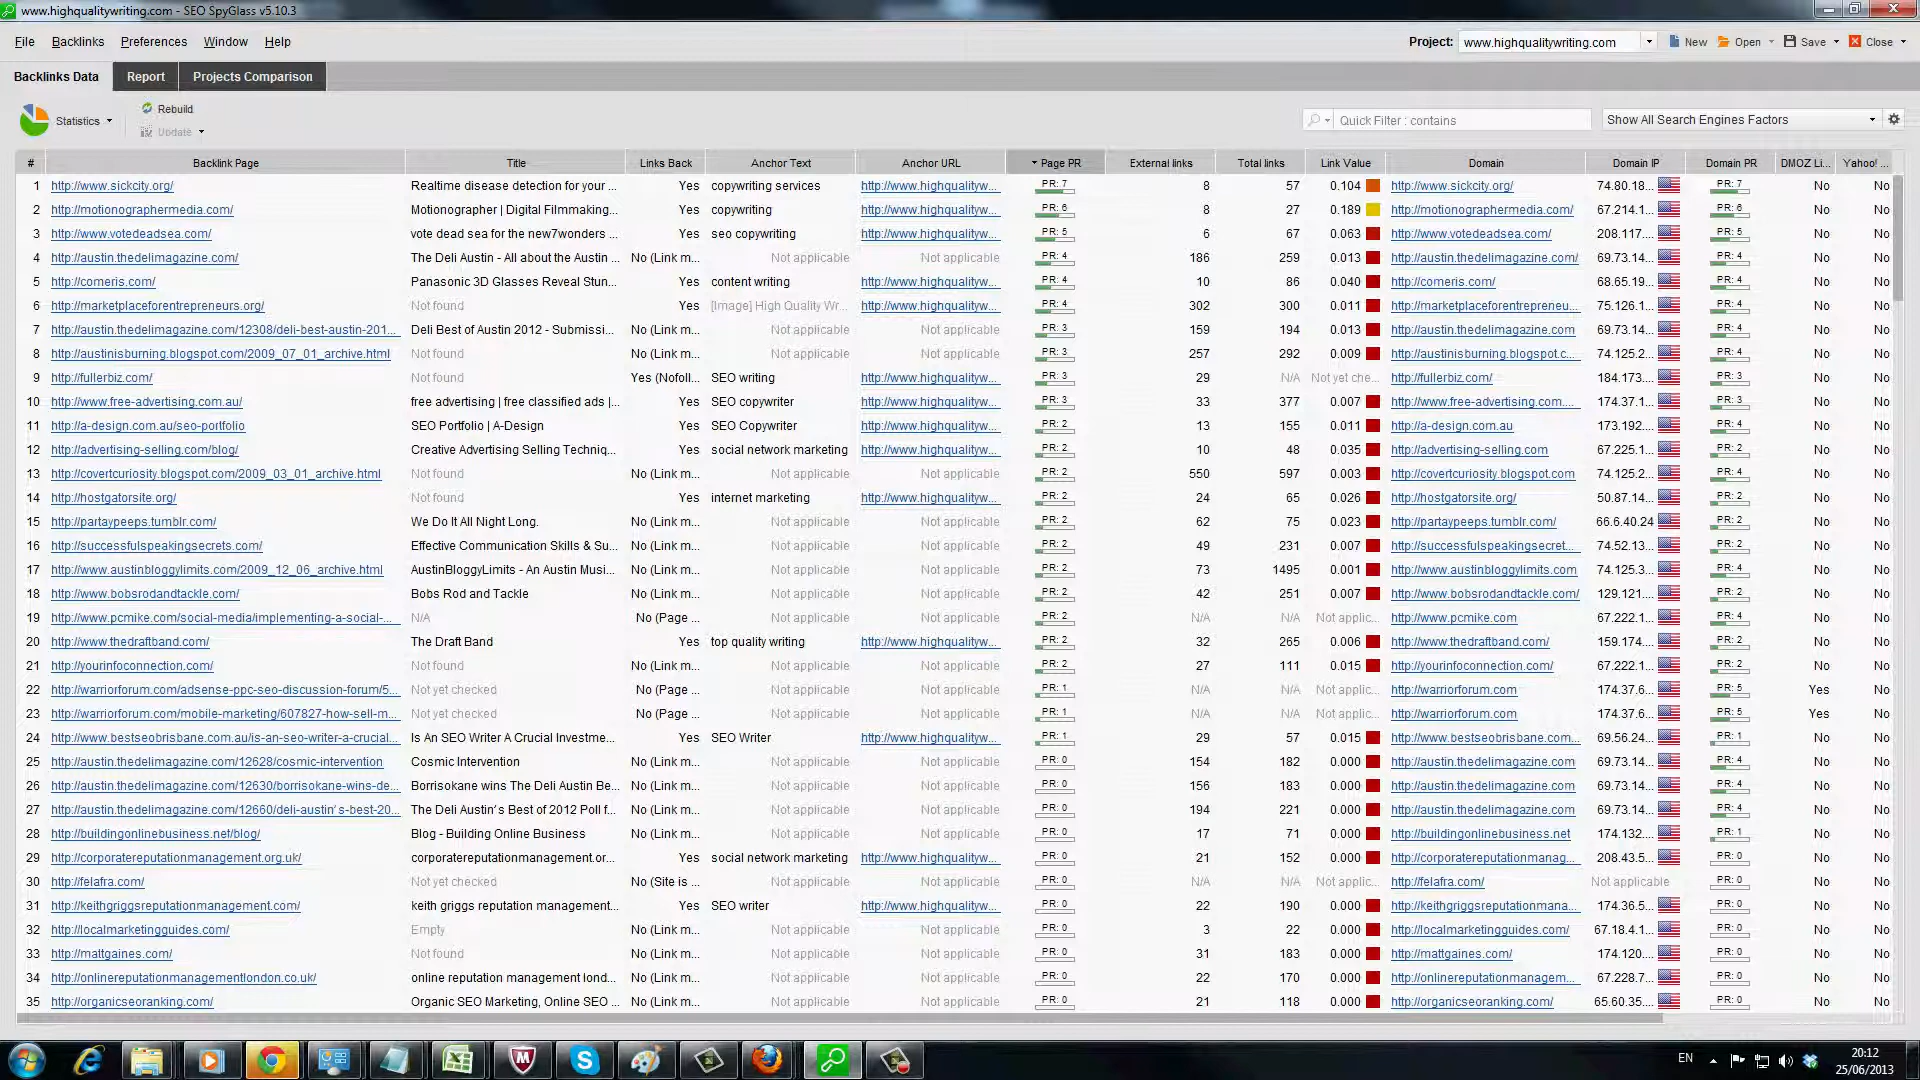 www.highqualitywriting.com - SEO SpyGlass v5.10.3
File Backlinks Preferences Window Help Project: www.highqualitywriting.com New Open Save Close
Backlinks Data Report Projects Comparison
Statistics Rebuild Update Quick Filter : contains Show All Search Engines Factors
# Backlink Page Title Links Back Anchor Text Anchor URL Page PR External links Total links Link Value Domain Domain IP Domain PR DMOZ Li... Yahoo! ...
1 http://www.sickcity.org/ Realtime disease detection for your ... Yes copywriting services http://www.highqualityw... PR: 7 8 57 0.104 http://www.sickcity.org/ 74.80.18... PR: 7 No No
2 http://motionographermedia.com/ Motionographer | Digital Filmmaking... Yes copywriting http://www.highqualityw... PR: 6 8 27 0.189 http://motionographermedia.com/ 67.214.1... PR: 6 No No
3 http://www.votedeadsea.com/ vote dead sea for the new7wonders ... Yes seo copywriting http://www.highqualityw... PR: 5 6 67 0.063 http://www.votedeadsea.com/ 208.117.... PR: 5 No No
4 http://austin.thedelimagazine.com/ The Deli Austin - All about the Austin ... No (Link m... Not applicable Not applicable PR: 4 186 259 0.013 http://austin.thedelimagazine.com/ 69.73.14... PR: 4 No No
5 http://comeris.com/ Panasonic 3D Glasses Reveal Stun... Yes content writing http://www.highqualityw... PR: 4 10 86 0.040 http://comeris.com/ 68.65.19... PR: 4 No No
6 http://marketplaceforentrepreneurs.org/ Not found Yes [Image] High Quality Wr... http://www.highqualityw... PR: 4 302 300 0.011 http://marketplaceforentrepreneu... 75.126.1... PR: 4 No No
7 http://austin.thedelimagazine.com/12308/deli-best-austin-201... Deli Best of Austin 2012 - Submissi... No (Link m... Not applicable Not applicable PR: 3 159 194 0.013 http://austin.thedelimagazine.com 69.73.14... PR: 4 No No
8 http://austinisburning.blogspot.com/2009_07_01_archive.html Not found No (Link m... Not applicable Not applicable PR: 3 257 292 0.009 http://austinisburning.blogspot.c... 74.125.2... PR: 4 No No
9 http://fullerbiz.com/ Not found Yes (Nofoll... SEO writing http://www.highqualityw... PR: 3 29 N/A Not yet che... http://fullerbiz.com/ 184.173.... PR: 3 No No
10 http://www.free-advertising.com.au/ free advertising | free classified ads |... Yes SEO copywriter http://www.highqualityw... PR: 3 33 377 0.007 http://www.free-advertising.com.... 174.37.1... PR: 3 No No
11 http://a-design.com.au/seo-portfolio SEO Portfolio | A-Design Yes SEO Copywriter http://www.highqualityw... PR: 2 13 155 0.011 http://a-design.com.au 173.192.... PR: 4 No No
12 http://advertising-selling.com/blog/ Creative Advertising Selling Techniq... Yes social network marketing http://www.highqualityw... PR: 2 10 48 0.035 http://advertising-selling.com 67.225.1... PR: 2 No No
13 http://covertcuriosity.blogspot.com/2009_03_01_archive.html Not found No (Link m... Not applicable Not applicable PR: 2 550 597 0.003 http://covertcuriosity.blogspot.com 74.125.2... PR: 4 No No
14 http://hostgatorsite.org/ Not found Yes internet marketing http://www.highqualityw... PR: 2 24 65 0.026 http://hostgatorsite.org/ 50.87.14... PR: 2 No No
15 http://partaypeeps.tumblr.com/ We Do It All Night Long. No (Link m... Not applicable Not applicable PR: 2 62 75 0.023 http://partaypeeps.tumblr.com/ 66.6.40.24 PR: 2 No No
16 http://successfulspeakingsecrets.com/ Effective Communication Skills & Su... No (Link m... Not applicable Not applicable PR: 2 49 231 0.007 http://successfulspeakingsecret... 74.52.13... PR: 2 No No
17 http://www.austinbloggylimits.com/2009_12_06_archive.html AustinBloggyLimits - An Austin Musi... No (Link m... Not applicable Not applicable PR: 2 73 1495 0.001 http://www.austinbloggylimits.com 74.125.3... PR: 4 No No
18 http://www.bobsrodandtackle.com/ Bobs Rod and Tackle No (Link m... Not applicable Not applicable PR: 2 42 251 0.007 http://www.bobsrodandtackle.com/ 129.121.... PR: 2 No No
19 http://www.pcmike.com/social-media/implementing-a-social-... N/A No (Page ... Not applicable Not applicable PR: 2 N/A N/A Not applic... http://www.pcmike.com 67.222.1... PR: 4 No No
20 http://www.thedraftband.com/ The Draft Band Yes top quality writing http://www.highqualityw... PR: 2 32 265 0.006 http://www.thedraftband.com/ 159.174.... PR: 2 No No
21 http://yourinfoconnection.com/ Not found No (Link m... Not applicable Not applicable PR: 2 27 111 0.015 http://yourinfoconnection.com/ 67.222.1... PR: 2 No No
22 http://warriorforum.com/adsense-ppc-seo-discussion-forum/5... Not yet checked No (Page ... Not applicable Not applicable PR: 1 N/A N/A Not applic... http://warriorforum.com 174.37.6... PR: 5 Yes No
23 http://warriorforum.com/mobile-marketing/607827-how-sell-m... Not yet checked No (Page ... Not applicable Not applicable PR: 1 N/A N/A Not applic... http://warriorforum.com 174.37.6... PR: 5 Yes No
24 http://www.bestseobrisbane.com.au/is-an-seo-writer-a-crucial... Is An SEO Writer A Crucial Investme... Yes SEO Writer http://www.highqualityw... PR: 1 29 57 0.015 http://www.bestseobrisbane.com... 69.56.24... PR: 1 No No
25 http://austin.thedelimagazine.com/12628/cosmic-intervention Cosmic Intervention No (Link m... Not applicable Not applicable PR: 0 154 182 0.000 http://austin.thedelimagazine.com 69.73.14... PR: 4 No No
26 http://austin.thedelimagazine.com/12630/borrisokane-wins-de... Borrisokane wins The Deli Austin Be... No (Link m... Not applicable Not applicable PR: 0 156 183 0.000 http://austin.thedelimagazine.com 69.73.14... PR: 4 No No
27 http://austin.thedelimagazine.com/12660/deli-austin's-best-20... The Deli Austin's Best of 2012 Poll f... No (Link m... Not applicable Not applicable PR: 0 194 221 0.000 http://austin.thedelimagazine.com 69.73.14... PR: 4 No No
28 http://buildingonlinebusiness.net/blog/ Blog - Building Online Business No (Link m... Not applicable Not applicable PR: 0 17 71 0.000 http://buildingonlinebusiness.net 174.132.... PR: 1 No No
29 http://corporatereputationmanagement.org.uk/ corporatereputationmanagement.or... Yes social network marketing http://www.highqualityw... PR: 0 21 152 0.000 http://corporatereputationmanag... 208.43.5... PR: 0 No No
30 http://felafra.com/ Not yet checked No (Site is ... Not applicable Not applicable PR: 0 N/A N/A Not applic... http://felafra.com/ Not applicable PR: 0 No No
31 http://keithgriggsreputationmanagement.com/ keith griggs reputation management... Yes SEO writer http://www.highqualityw... PR: 0 22 190 0.000 http://keithgriggsreputationmana... 174.36.5... PR: 0 No No
32 http://localmarketingguides.com/ Empty No (Link m... Not applicable Not applicable PR: 0 3 22 0.000 http://localmarketingguides.com/ 67.18.4.1... PR: 0 No No
33 http://mattgaines.com/ Not found No (Link m... Not applicable Not applicable PR: 0 31 183 0.000 http://mattgaines.com/ 174.120.... PR: 0 No No
34 http://onlinereputationmanagementlondon.co.uk/ online reputation management lond... No (Link m... Not applicable Not applicable PR: 0 22 170 0.000 http://onlinereputationmanagem... 67.228.7... PR: 0 No No
35 http://organicseoranking.com/ Organic SEO Marketing, Online SEO ... No (Link m... Not applicable Not applicable PR: 0 21 118 0.000 http://organicseoranking.com/ 65.60.35.... PR: 0 No No
EN 20:12
25/06/2013